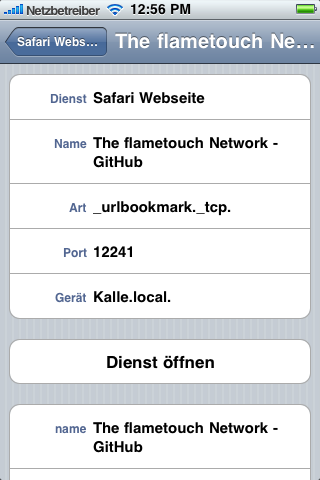 Netzbetreiber 12:56 PM
Safari Webs... The flametouch Ne...
Dienst Safari Webseite
Name The flametouch Network -
GitHub
Art _urlbookmark._tcp.
Port 12241
Gerät Kalle.local.
Dienst öffnen
name The flametouch Network -
GitHub